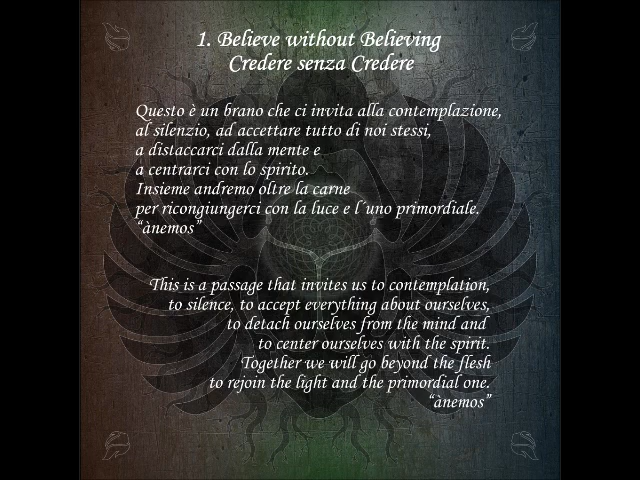 1. Believe without Believing
Credere senza Credere
Questo è un brano che ci invita alla contemplazione,
al silenzio, ad accettare tutto di noi stessi,
a distaccarci dalla mente e
a centrarci con lo spirito.
Insieme andremo oltre la carne
per ricongiungerci con la luce e l´uno primordiale.
“ànemos”
This is a passage that invites us to contemplation,
to silence, to accept everything about ourselves,
to detach ourselves from the mind and
to center ourselves with the spirit.
Together we will go beyond the flesh
to rejoin the light and the primordial one.
“ànemos”